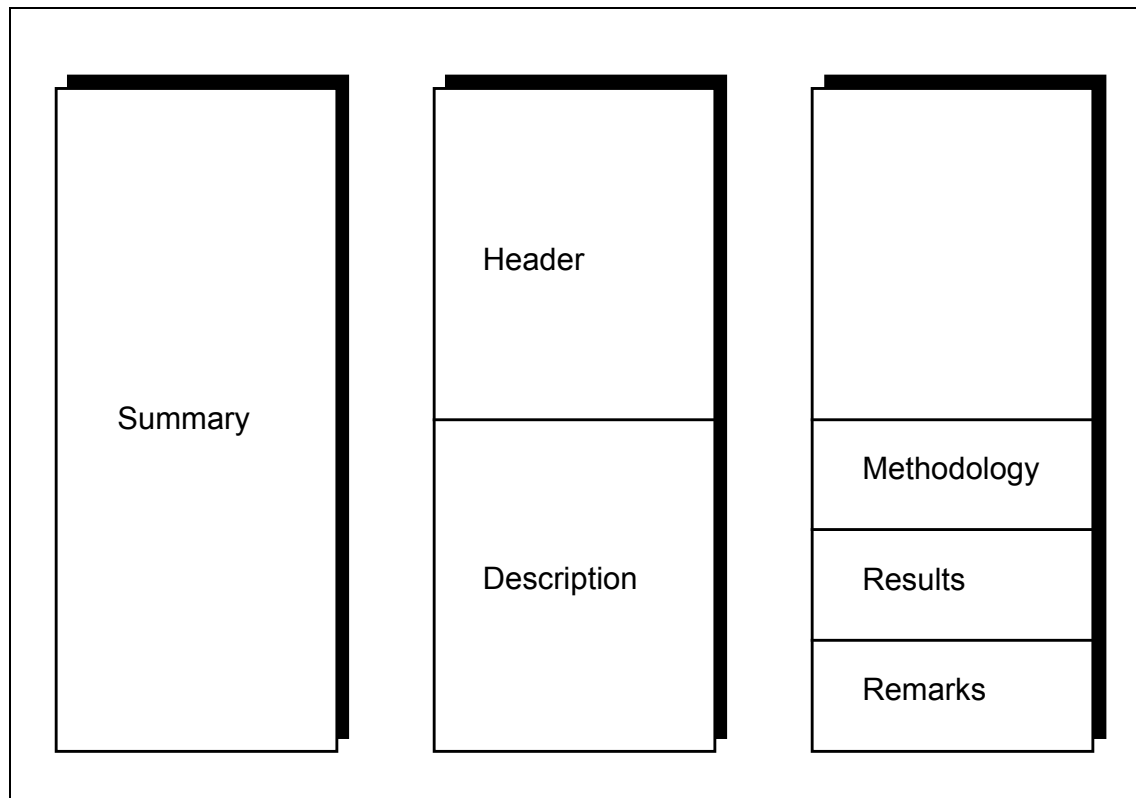 Summary
Header
Description
Methodology
Results
Remarks